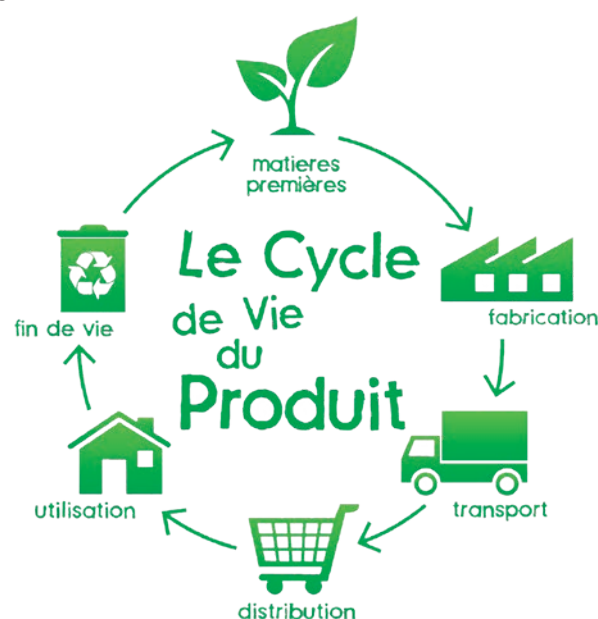 matieres
premières
Le Cycle
de Vie
du
Produit
fabrication
transport
distribution
utilisation
fin de vie